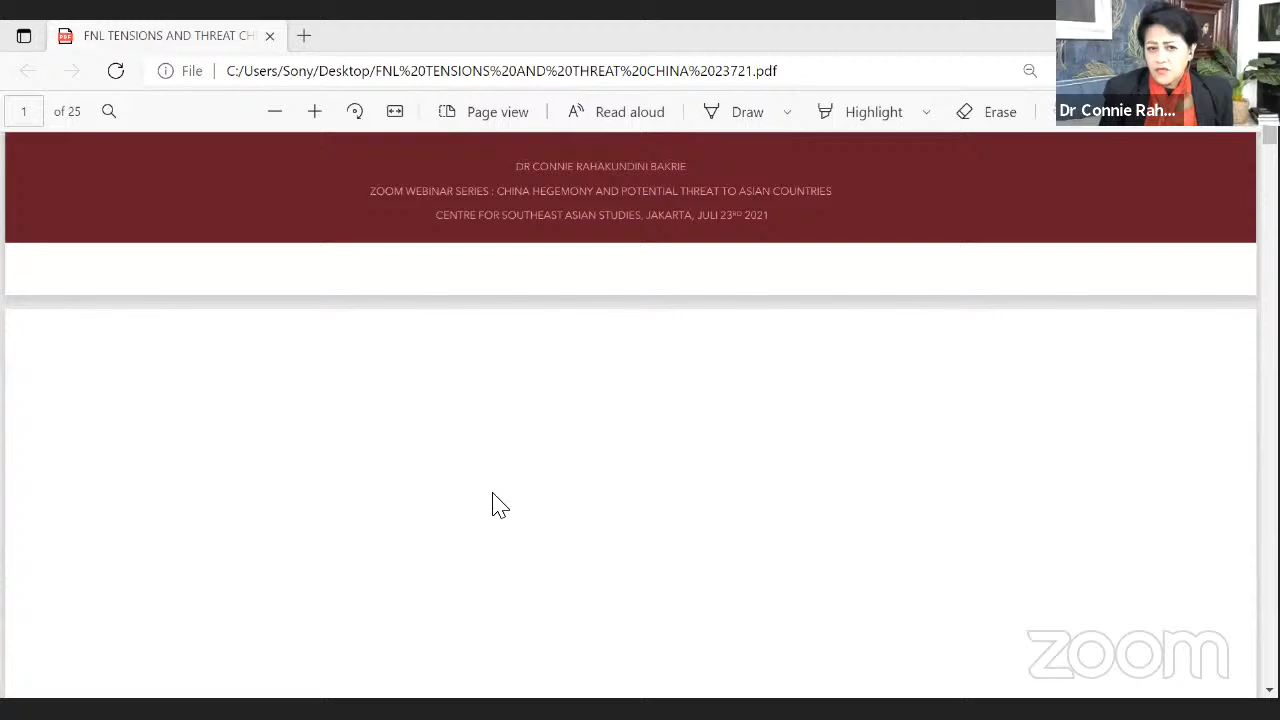 FNL TENSIONS AND THREAT CHI
File
C:/Users/Sony/Desktop/FNL%20TENSIONS%20AND%20THREAT%20CHINA%2023721.pdf
1 of 25
Page view
Read aloud
Draw
Highlight
Erase
Dr Connie Rah...
DR CONNIE RAHAKUNDINI BAKRIE
ZOOM WEBINAR SERIES : CHINA HEGEMONY AND POTENTIAL THREAT TO ASIAN COUNTRIES
CENTRE FOR SOUTHEAST ASIAN STUDIES, JAKARTA, JULI 23RD 2021
zoom